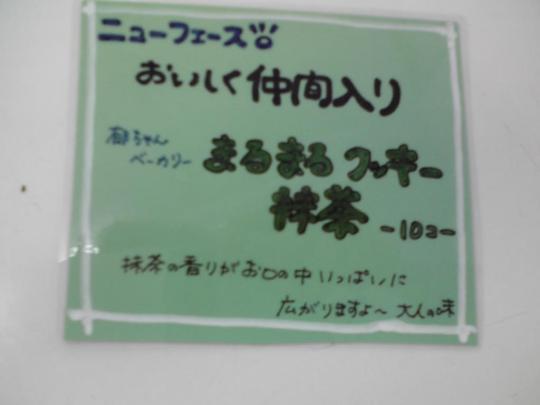 ニューフェース
おいしく仲間入り
ちゃん
ベーカリー
まるまるクッキー
抹茶 -10コ-
抹茶の香りがお口の中いっぱいに
広がりますよ~大人の味